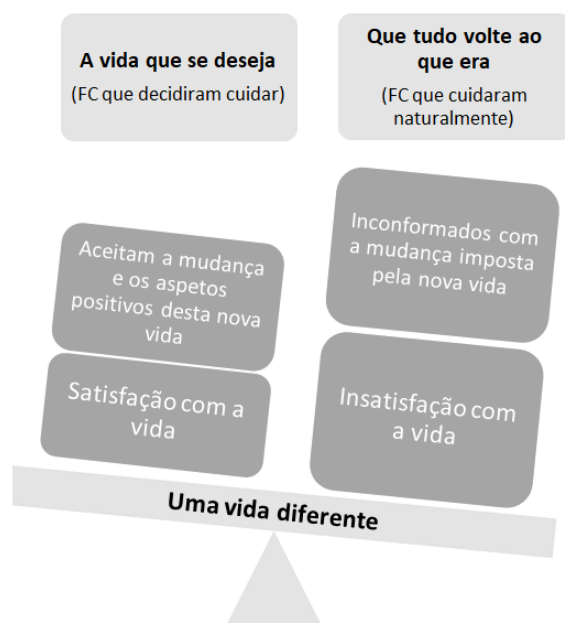 A vida que se deseja
(FC que decidiram cuidar)
Que tudo volte ao
que era
(FC que cuidaram
naturalmente)
Aceitam a mudança
e os aspetos
positivos desta nova
vida
Satisfação com a
vida
Inconformados com
a mudança imposta
pela nova vida
Insatisfação com
a vida
Uma vida diferente